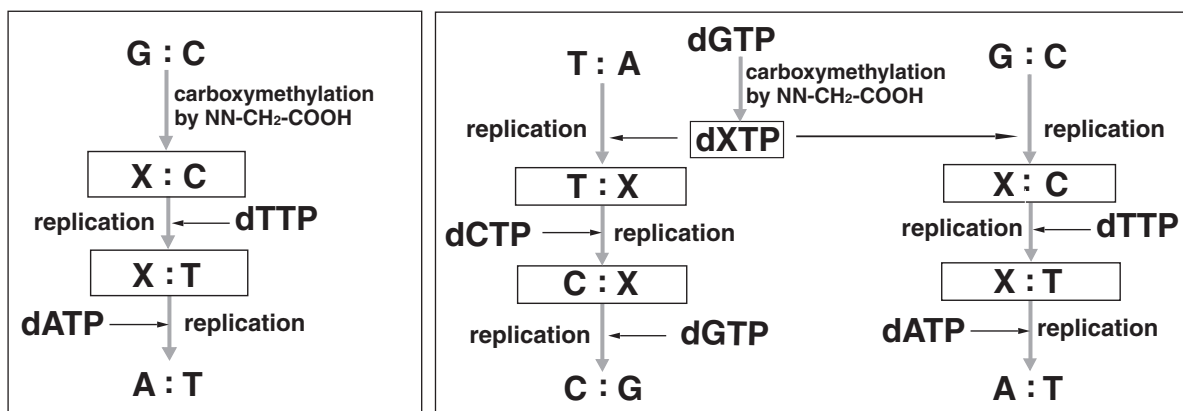 G : C
carboxymethylation
by NN-CH₂-COOH
X : C
replication
dTTP
X : T
dATP
replication
A : T
T : A
replication
dGTP
carboxymethylation
by NN-CH₂-COOH
dXTP
T : X
dCTP
replication
C : X
replication
dGTP
C : G
G : C
replication
X : C
replication
dTTP
X : T
dATP
replication
A : T